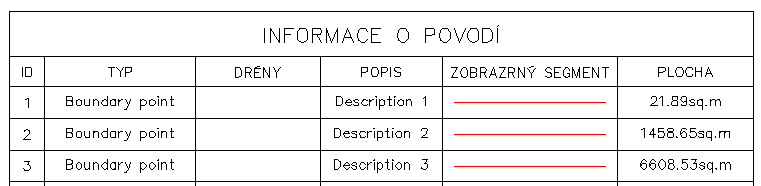 INFORMACE O POVODÍ
ID TYP DRÉNY POPIS ZOBRAZRNÝ SEGMENT PLOCHA
1 Boundary point Description 1 21.89sq.m
2 Boundary point Description 2 1458.65sq.m
3 Boundary point Description 3 6608.53sq.m